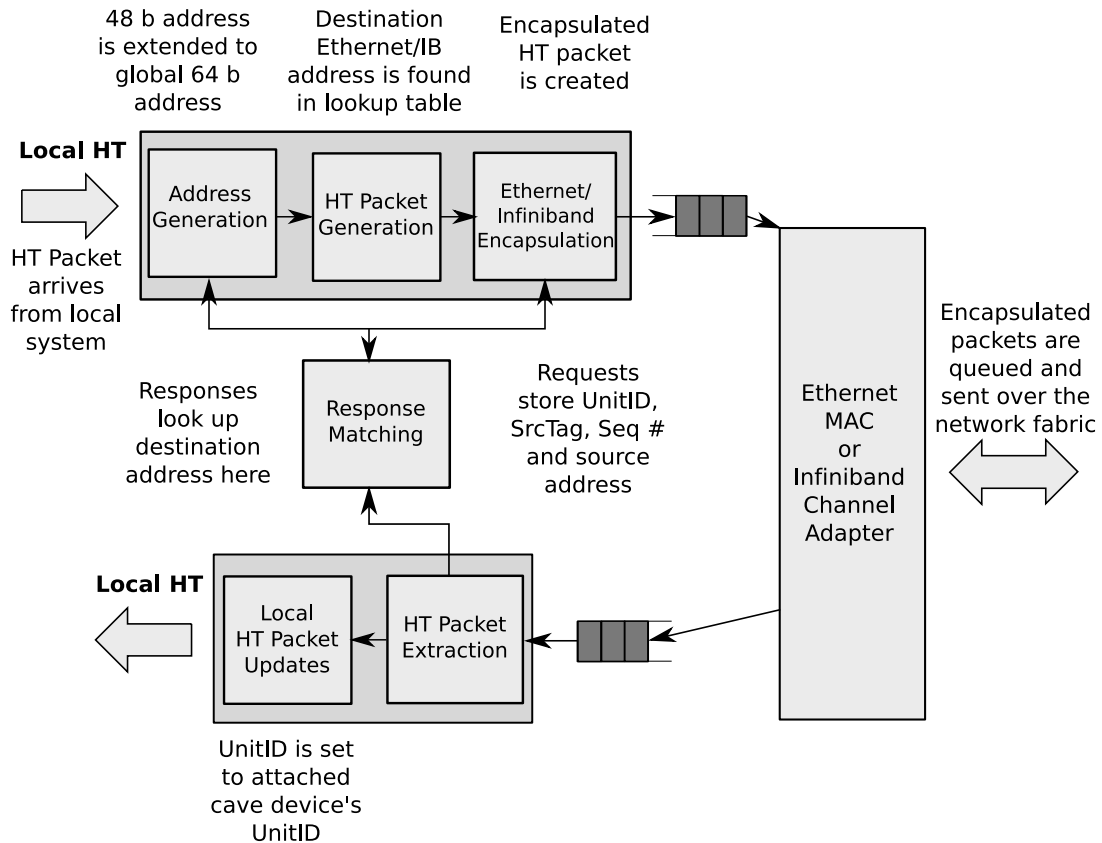 48 b address
is extended to
global 64 b
address
Destination
Ethernet/IB
address is found
in lookup table
Encapsulated
HT packet
is created
Local HT
HT Packet
arrives
from local
system
Address
Generation
HT Packet
Generation
Ethernet/
Infiniband
Encapsulation
Responses
look up
destination
address here
Response
Matching
Requests
store UnitID,
SrcTag, Seq #
and source
address
Ethernet
MAC
or
Infiniband
Channel
Adapter
Encapsulated
packets are
queued and
sent over the
network fabric
Local HT
Local
HT Packet
Updates
HT Packet
Extraction
UnitID is set
to attached
cave device's
UnitID